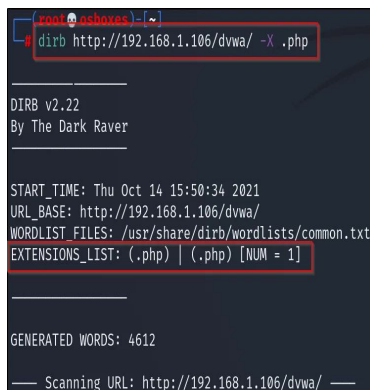 (root💀osboxes)-[~]
# dirb http://192.168.1.106/dvwa/ -X .php
DIRB v2.22
By The Dark Raver
START_TIME: Thu Oct 14 15:50:34 2021
URL_BASE: http://192.168.1.106/dvwa/
WORDLIST_FILES: /usr/share/dirb/wordlists/common.txt
EXTENSIONS_LIST: (.php) | (.php) [NUM = 1]
GENERATED WORDS: 4612
—— Scanning URL: http://192.168.1.106/dvwa/ ——